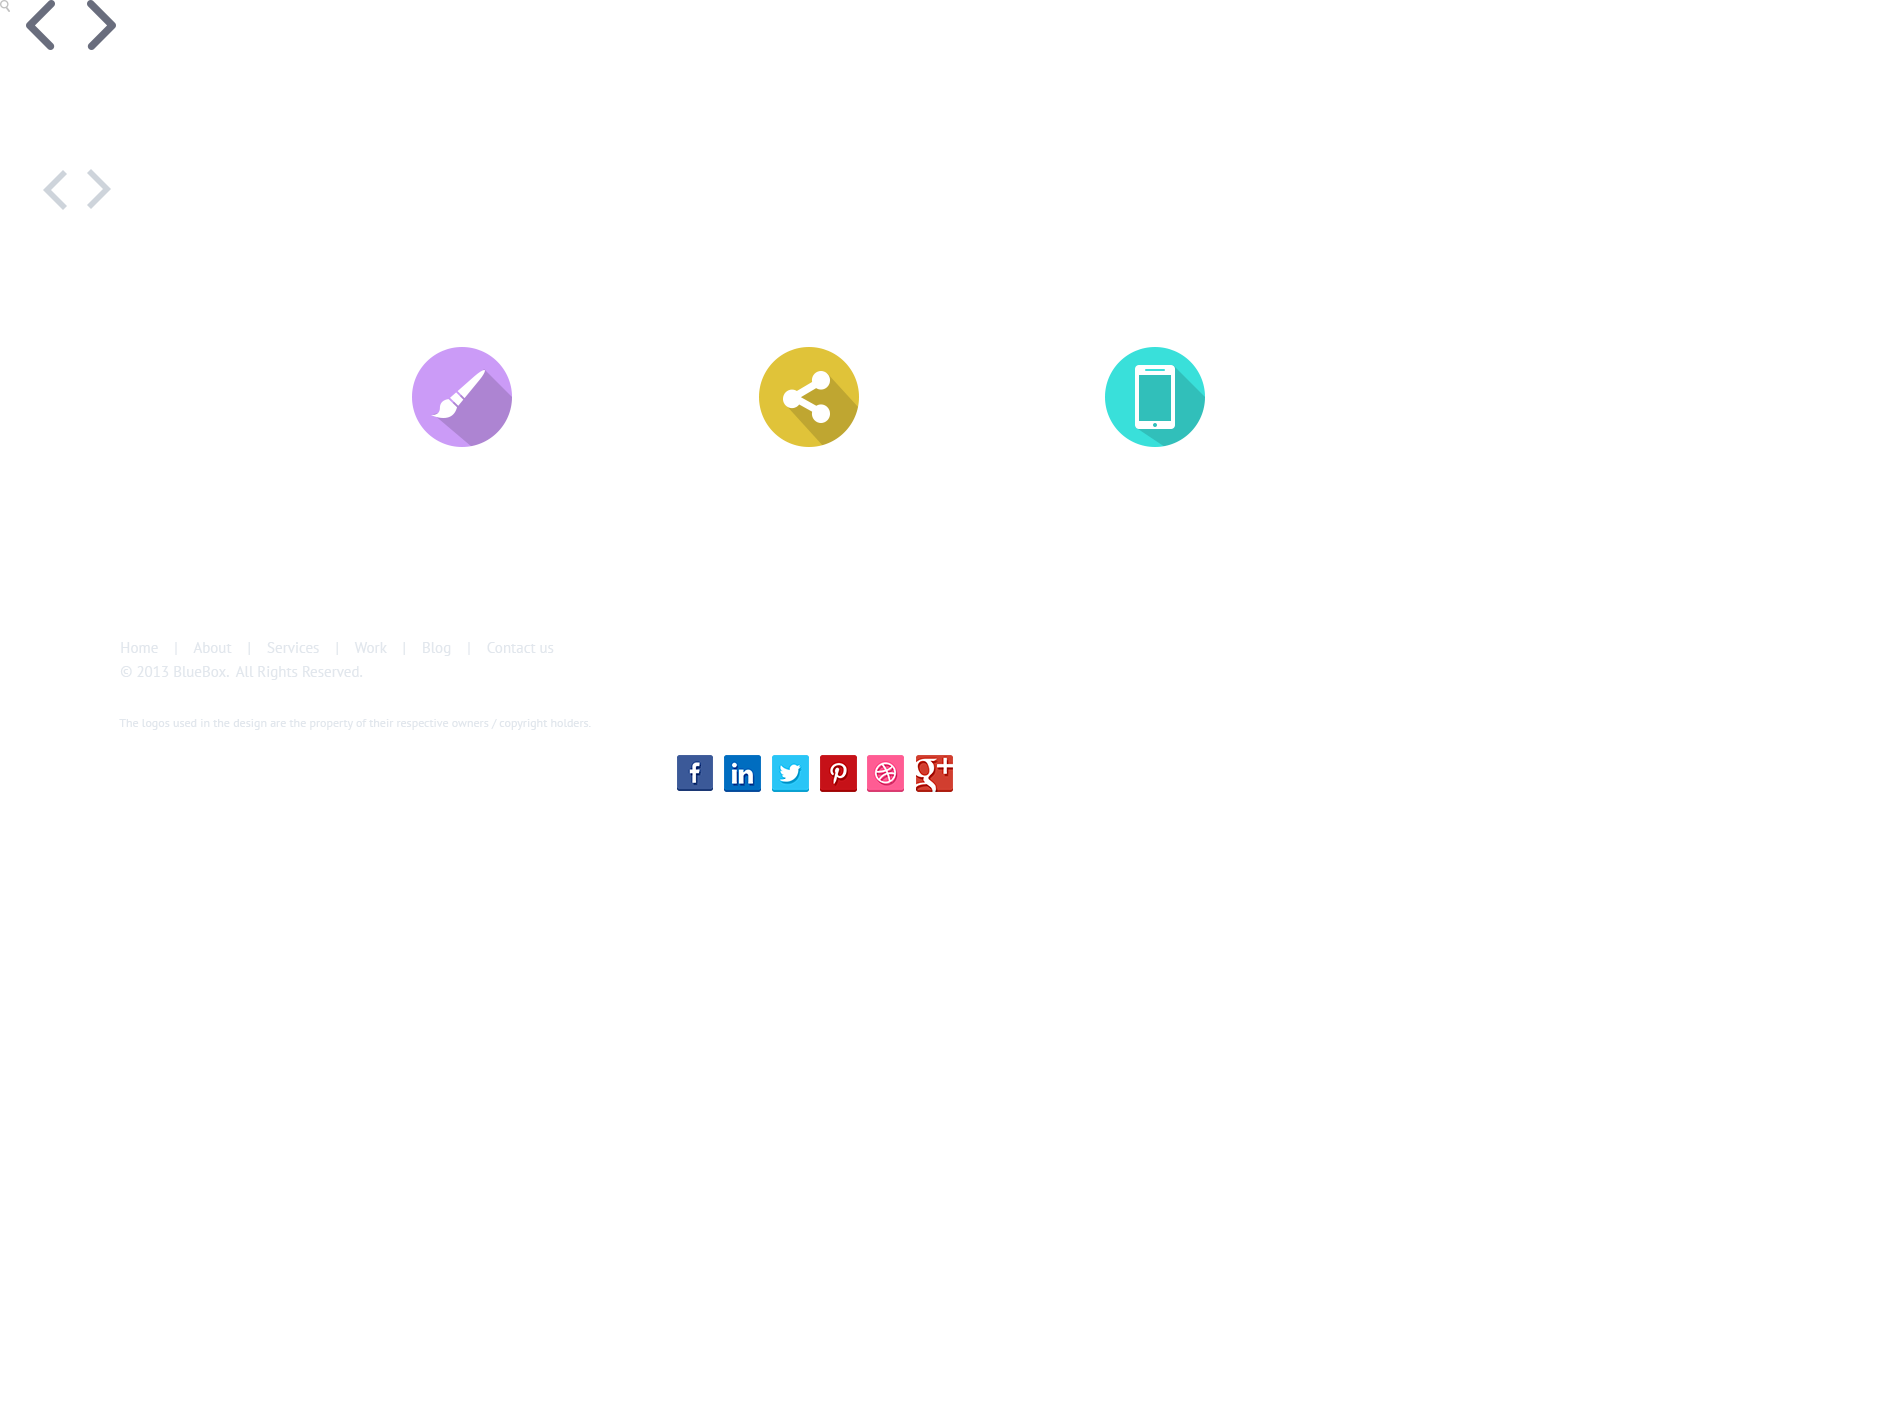 Home | About | Services | Work | Blog | Contact us
© 2013 BlueBox. All Rights Reserved.
The logos used in the design are the property of their respective owners / copyright holders.
f in g+